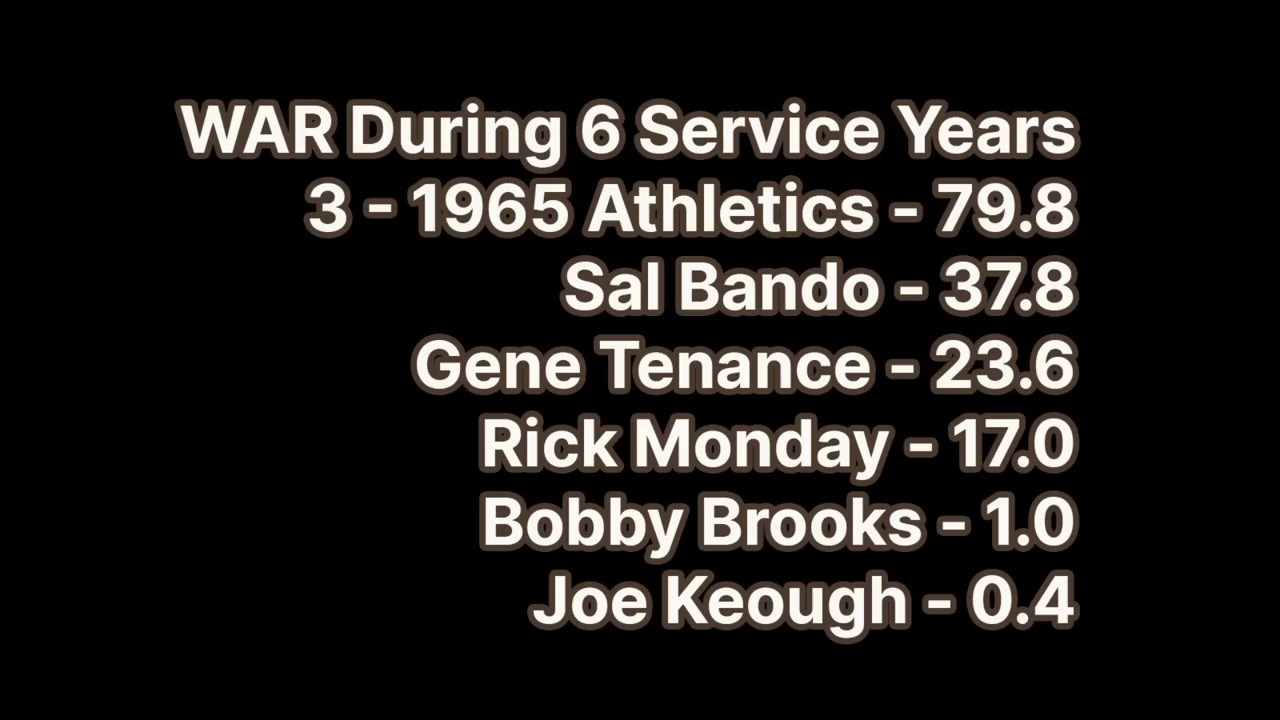 WAR During 6 Service Years
3 - 1965 Athletics - 79.8
Sal Bando - 37.8
Gene Tenance - 23.6
Rick Monday - 17.0
Bobby Brooks - 1.0
Joe Keough - 0.4